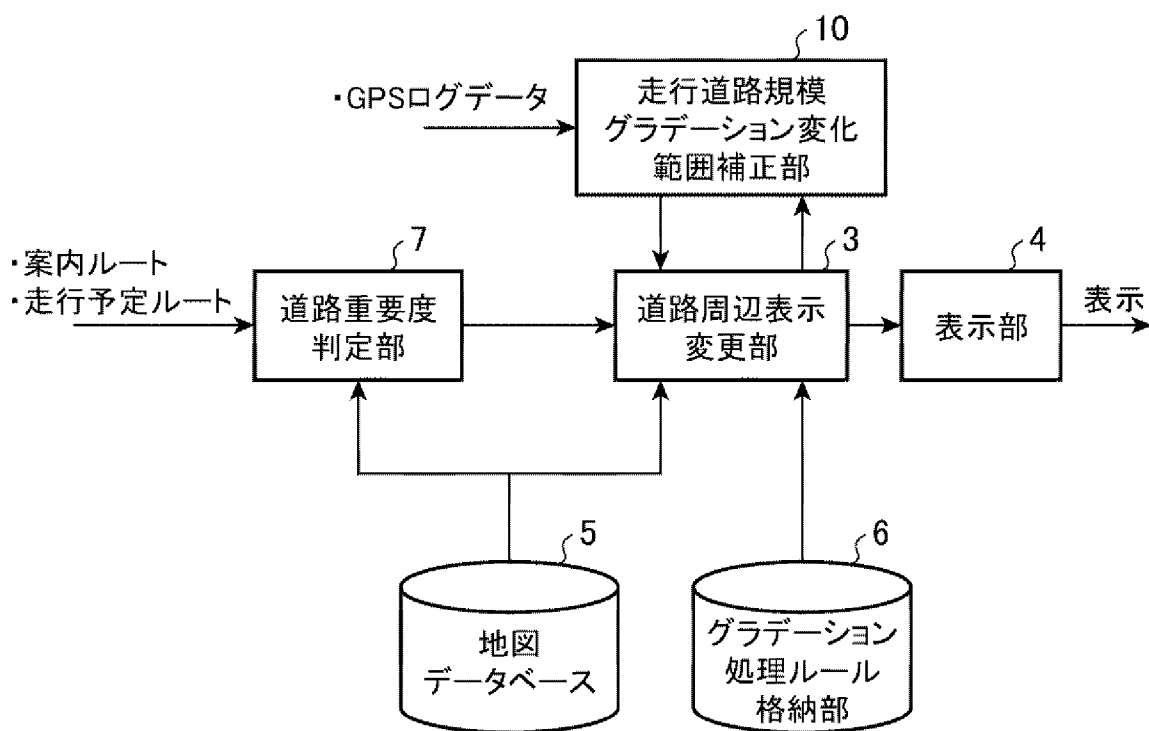 10
・GPSログデータ
走行道路規模
グラデーション変化
範囲補正部
・案内ルート
・走行予定ルート
7
道路重要度
判定部
3
道路周辺表示
変更部
4
表示部
表示
5
地図
データベース
6
グラデーション
処理ルール
格納部